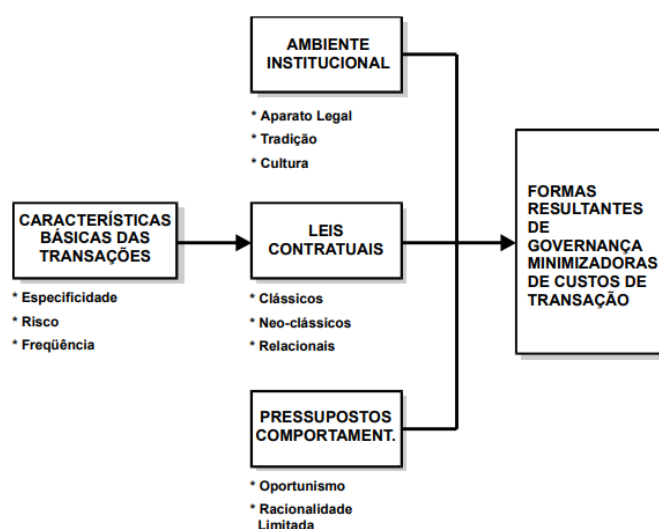 AMBIENTE
INSTITUCIONAL
* Aparato Legal
* Tradição
* Cultura
CARACTERÍSTICAS
BÁSICAS DAS
TRANSAÇÕES
* Especificidade
* Risco
* Freqüência
LEIS
CONTRATUAIS
* Clássicos
* Neo-clássicos
* Relacionais
FORMAS
RESULTANTES
DE
GOVERNANÇA
MINIMIZADORAS
DE CUSTOS DE
TRANSAÇÃO
PRESSUPOSTOS
COMPORTAMENT.
* Oportunismo
* Racionalidade
Limitada